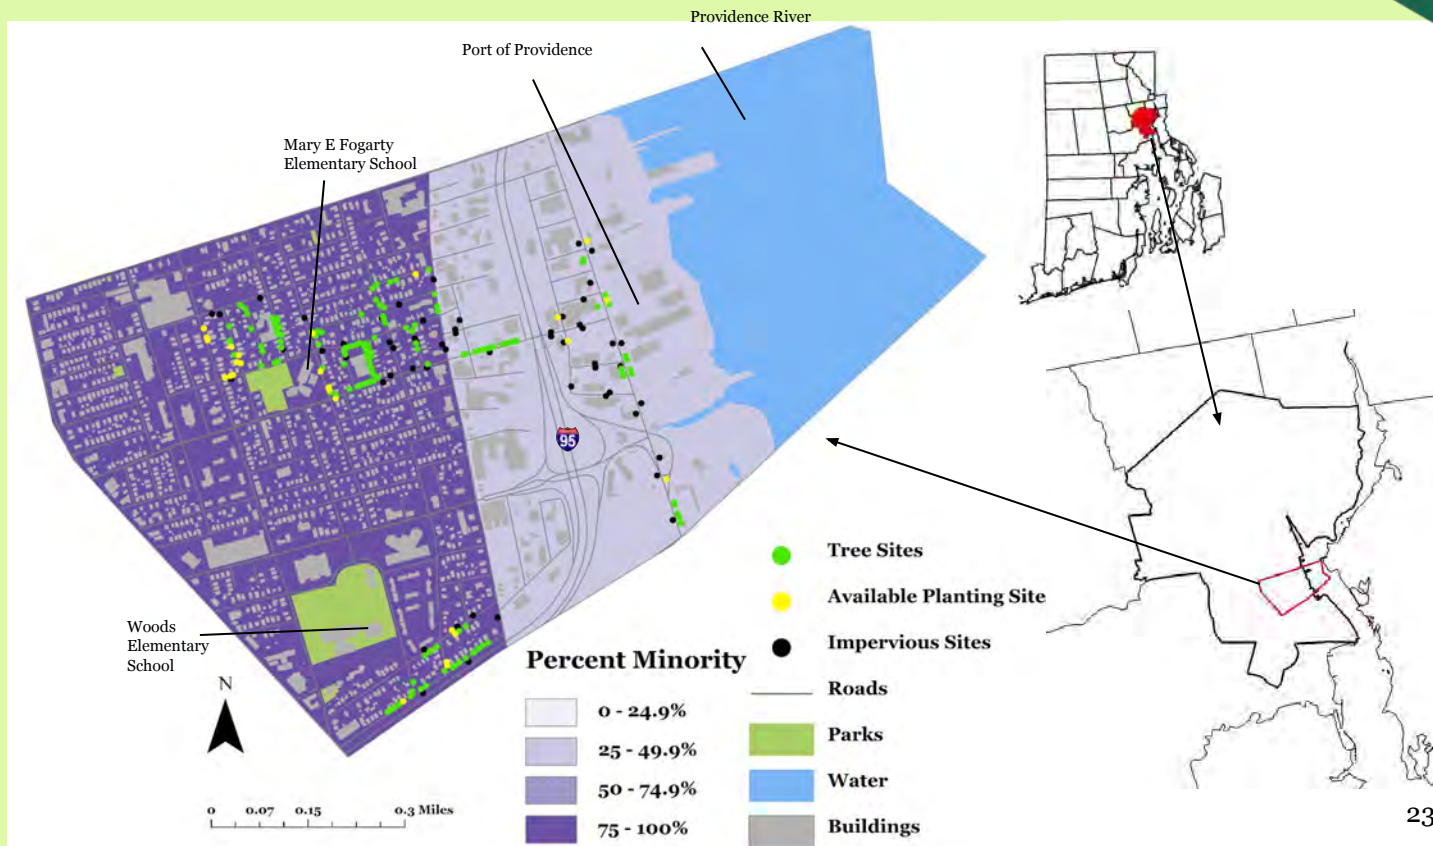 Providence River
Port of Providence
Mary E Fogarty
Elementary School
95
Woods
Elementary
School
N
0 0.07 0.15 0.3 Miles
Percent Minority
0 - 24.9%
25 - 49.9%
50 - 74.9%
75 - 100%
Tree Sites
Available Planting Site
Impervious Sites
Roads
Parks
Water
Buildings
23